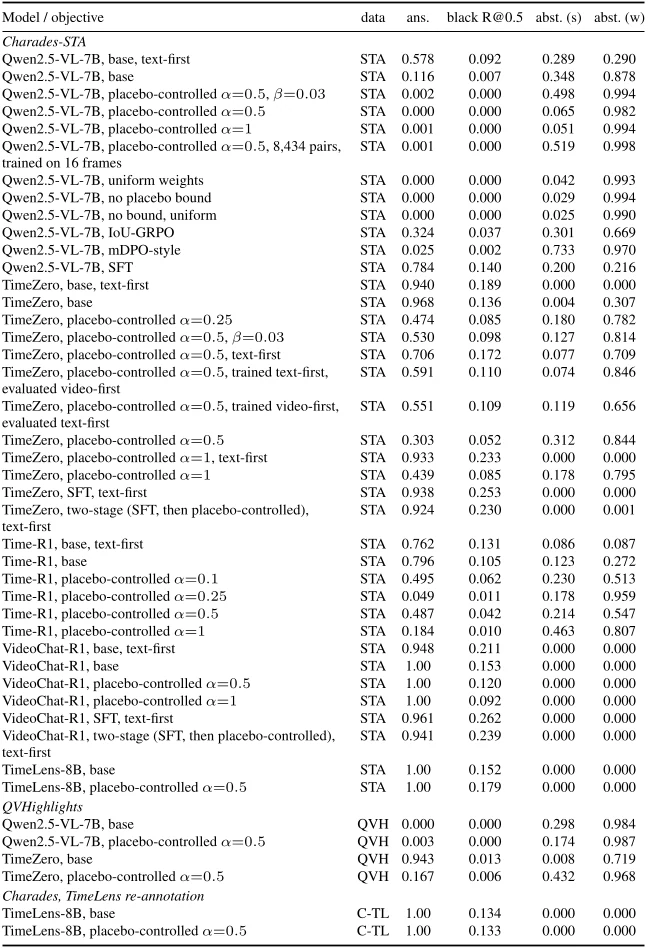 Model / objective data ans. black R@0.5 abst. (s) abst. (w)
Charades-STA
Qwen2.5-VL-7B, base, text-first STA 0.578 0.092 0.289 0.290
Qwen2.5-VL-7B, base STA 0.116 0.007 0.348 0.878
Qwen2.5-VL-7B, placebo-controlled α=0.5, β=0.03 STA 0.002 0.000 0.498 0.994
Qwen2.5-VL-7B, placebo-controlled α=0.5 STA 0.000 0.000 0.065 0.982
Qwen2.5-VL-7B, placebo-controlled α=1 STA 0.001 0.000 0.051 0.994
Qwen2.5-VL-7B, placebo-controlled α=0.5, 8,434 pairs, STA 0.001 0.000 0.519 0.998
trained on 16 frames
Qwen2.5-VL-7B, uniform weights STA 0.000 0.000 0.042 0.993
Qwen2.5-VL-7B, no placebo bound STA 0.000 0.000 0.029 0.994
Qwen2.5-VL-7B, no bound, uniform STA 0.000 0.000 0.025 0.990
Qwen2.5-VL-7B, IoU-GRPO STA 0.324 0.037 0.301 0.669
Qwen2.5-VL-7B, mDPO-style STA 0.025 0.002 0.733 0.970
Qwen2.5-VL-7B, SFT STA 0.784 0.140 0.200 0.216
TimeZero, base, text-first STA 0.940 0.189 0.000 0.000
TimeZero, base STA 0.968 0.136 0.004 0.307
TimeZero, placebo-controlled α=0.25 STA 0.474 0.085 0.180 0.782
TimeZero, placebo-controlled α=0.5, β=0.03 STA 0.530 0.098 0.127 0.814
TimeZero, placebo-controlled α=0.5, text-first STA 0.706 0.172 0.077 0.709
TimeZero, placebo-controlled α=0.5, trained text-first, STA 0.591 0.110 0.074 0.846
evaluated video-first
TimeZero, placebo-controlled α=0.5, trained video-first, STA 0.551 0.109 0.119 0.656
evaluated text-first
TimeZero, placebo-controlled α=0.5 STA 0.303 0.052 0.312 0.844
TimeZero, placebo-controlled α=1, text-first STA 0.933 0.233 0.000 0.000
TimeZero, placebo-controlled α=1 STA 0.439 0.085 0.178 0.795
TimeZero, SFT, text-first STA 0.938 0.253 0.000 0.000
TimeZero, two-stage (SFT, then placebo-controlled), STA 0.924 0.230 0.000 0.001
text-first
Time-R1, base, text-first STA 0.762 0.131 0.086 0.087
Time-R1, base STA 0.796 0.105 0.123 0.272
Time-R1, placebo-controlled α=0.1 STA 0.495 0.062 0.230 0.513
Time-R1, placebo-controlled α=0.25 STA 0.049 0.011 0.178 0.959
Time-R1, placebo-controlled α=0.5 STA 0.487 0.042 0.214 0.547
Time-R1, placebo-controlled α=1 STA 0.184 0.010 0.463 0.807
VideoChat-R1, base, text-first STA 0.948 0.211 0.000 0.000
VideoChat-R1, base STA 1.00 0.153 0.000 0.000
VideoChat-R1, placebo-controlled α=0.5 STA 1.00 0.120 0.000 0.000
VideoChat-R1, placebo-controlled α=1 STA 1.00 0.092 0.000 0.000
VideoChat-R1, SFT, text-first STA 0.961 0.262 0.000 0.000
VideoChat-R1, two-stage (SFT, then placebo-controlled), STA 0.941 0.239 0.000 0.000
text-first
TimeLens-8B, base STA 1.00 0.152 0.000 0.000
TimeLens-8B, placebo-controlled α=0.5 STA 1.00 0.179 0.000 0.000
QVHighlights
Qwen2.5-VL-7B, base QVH 0.000 0.000 0.298 0.984
Qwen2.5-VL-7B, placebo-controlled α=0.5 QVH 0.003 0.000 0.174 0.987
TimeZero, base QVH 0.943 0.013 0.008 0.719
TimeZero, placebo-controlled α=0.5 QVH 0.167 0.006 0.432 0.968
Charades, TimeLens re-annotation
TimeLens-8B, base C-TL 1.00 0.134 0.000 0.000
TimeLens-8B, placebo-controlled α=0.5 C-TL 1.00 0.133 0.000 0.000